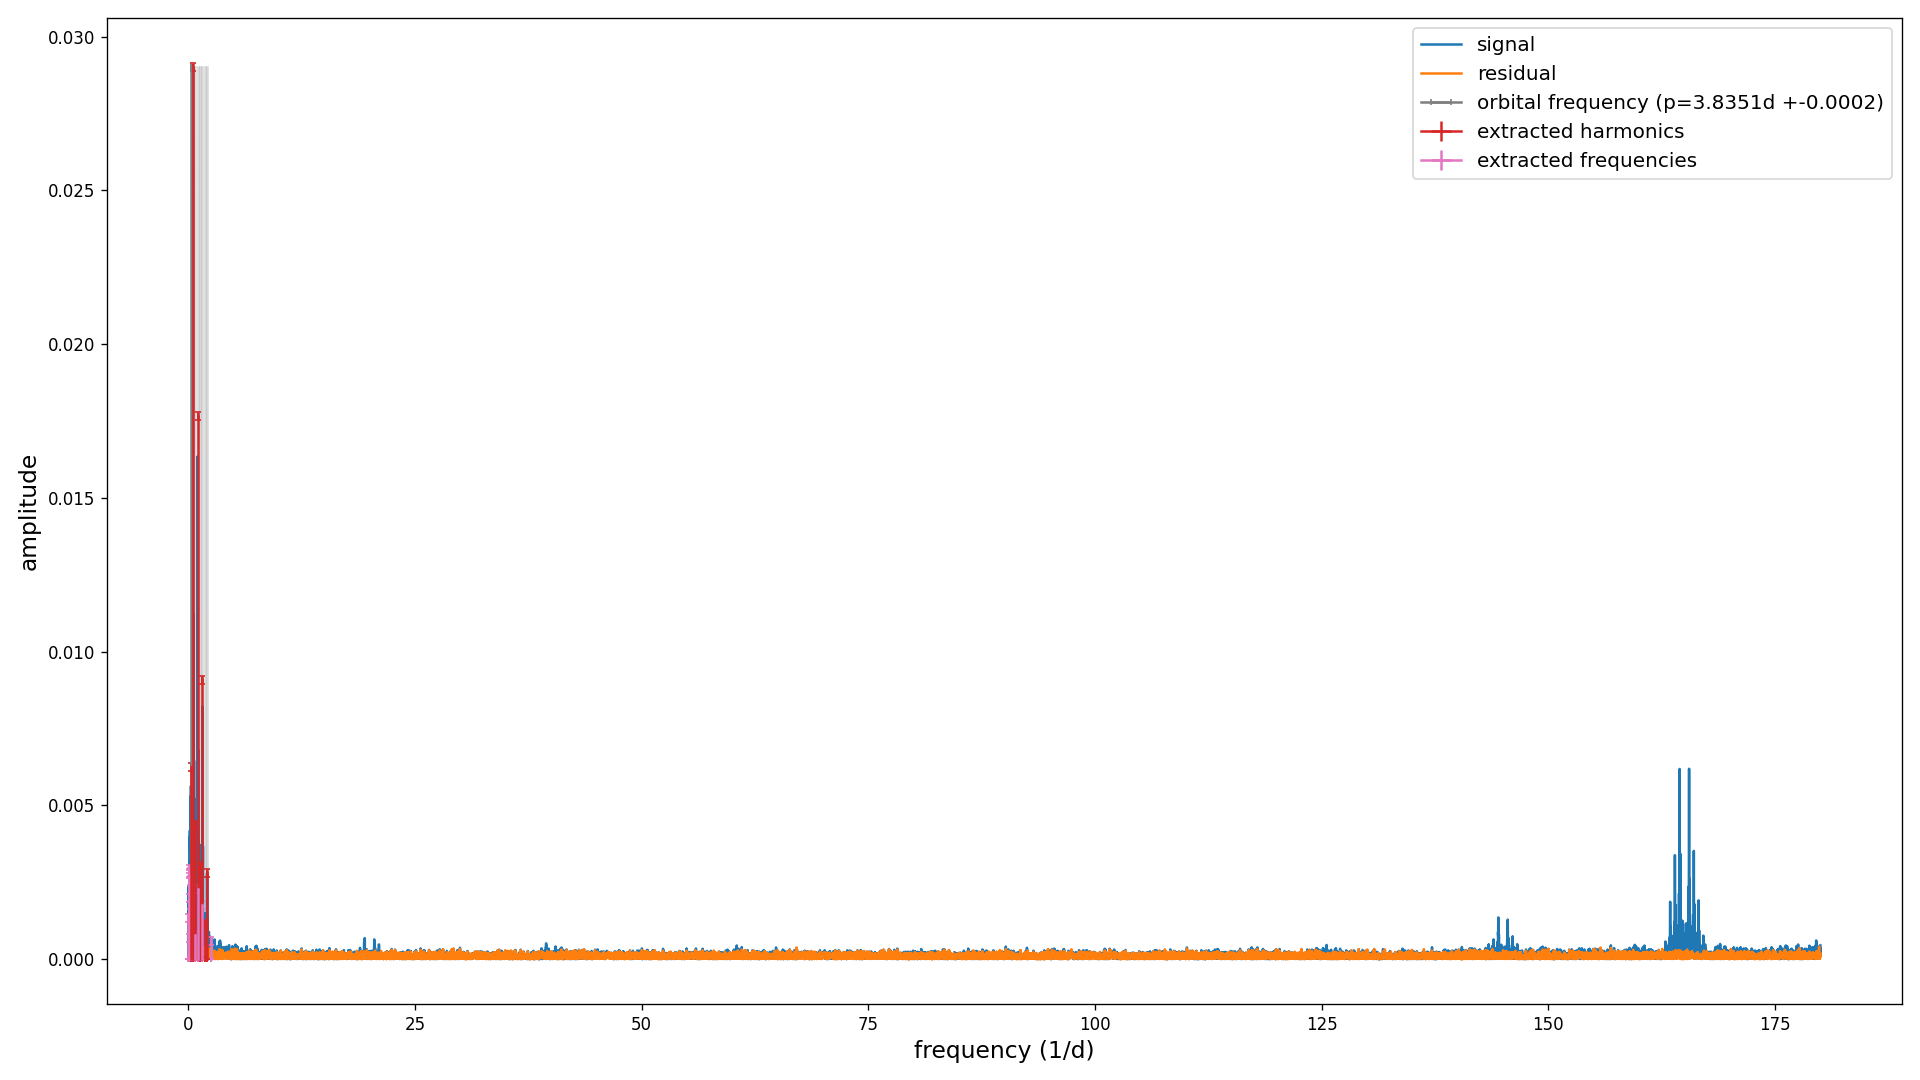 0.030
0.025
0.020
0.015
0.010
0.005
0.000
amplitude
0
25
50
75
100
125
150
175
frequency (1/d)
signal
residual
orbital frequency (p=3.8351d +-0.0002)
extracted harmonics
extracted frequencies